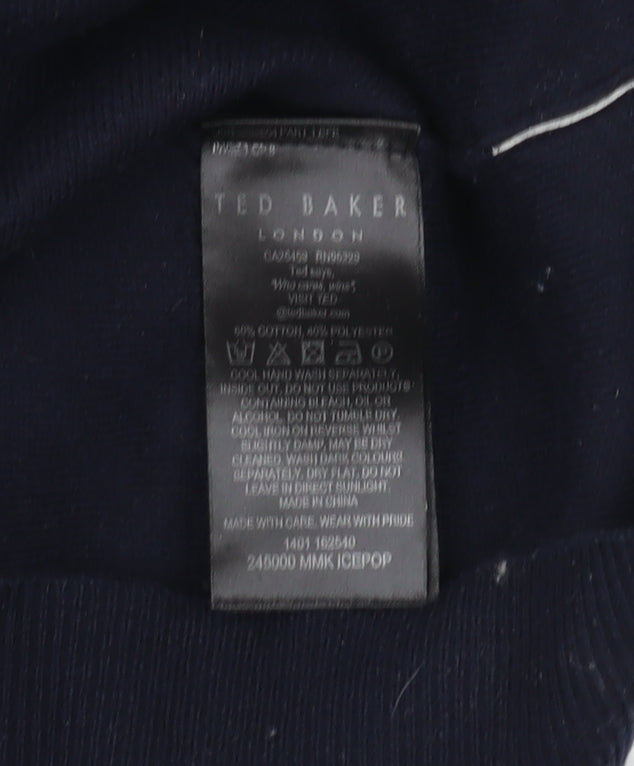 TED BAKER
LONDON
CA25459 RN95229
Ted says,
"Who cares, wins".
VISIT TED
@tedbaker.com
60% COTTON, 40% POLYESTER
COOL HAND WASH SEPARATELY,
INSIDE OUT, DO NOT USE PRODUCTS
CONTAINING BLEACH, OIL OR
ALCOHOL, DO NOT TUMBLE DRY,
COOL IRON ON REVERSE WHILST
SLIGHTLY DAMP, MAY BE DRY
CLEANED, WASH DARK COLOURS
SEPARATELY, DRY FLAT, DO NOT
LEAVE IN DIRECT SUNLIGHT.
MADE IN CHINA
MADE WITH CARE, WEAR WITH PRIDE
1401 162540
245000 MMK ICEPOP